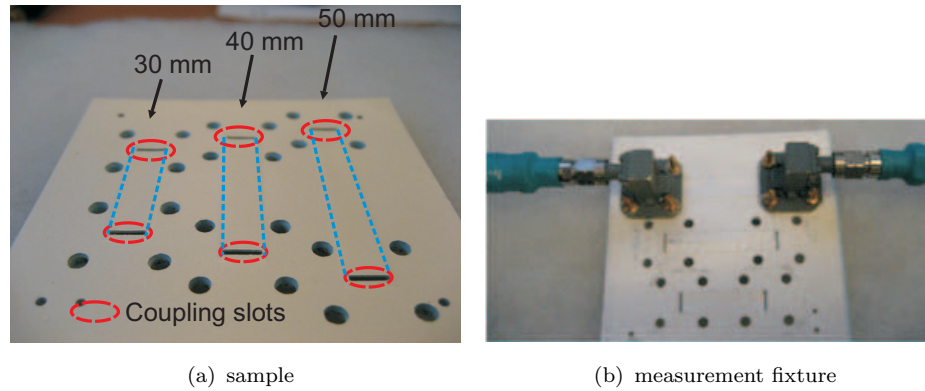 50 mm
40 mm
30 mm
Coupling slots
(a) sample
(b) measurement fixture